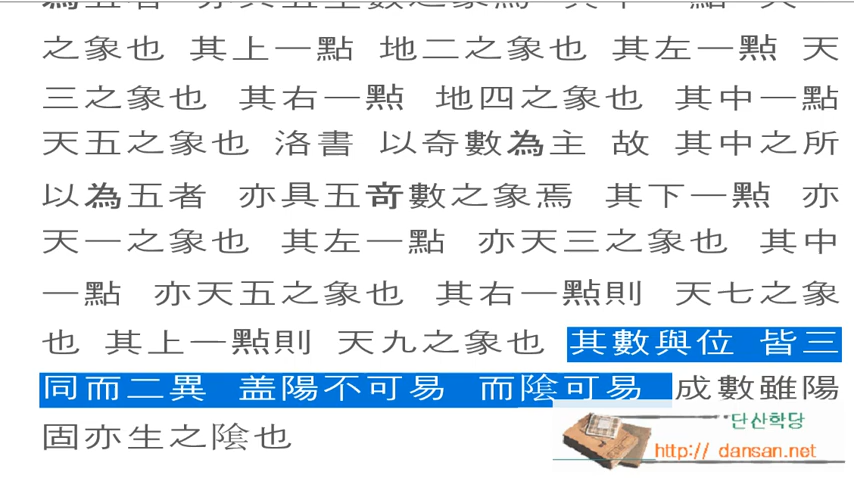 之象也 其上一點 地二之象也 其左一點 天
三之象也 其右一點 地四之象也 其中一點
天五之象也 洛書 以奇數為主 故 其中之所
以為五者 亦具五竒數之象焉 其下一點 亦
天一之象也 其左一點 亦天三之象也 其中
一點 亦天五之象也 其右一點則 天七之象
也 其上一點則 天九之象也 其數與位 皆三
同而二異 盖陽不可易 而隂可易 成數雖陽
固亦生之隂也
단산학당
http:// dansan.net